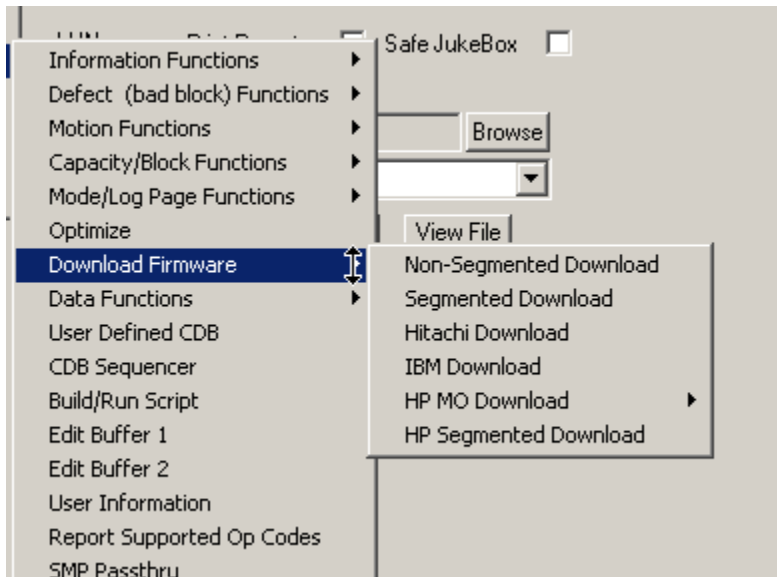 Safe JukeBox
Information Functions
Defect (bad block) Functions
Motion Functions
Browse
Capacity/Block Functions
Mode/Log Page Functions
Optimize
View File
Download Firmware
Non-Segmented Download
Data Functions
Segmented Download
User Defined CDB
Hitachi Download
CDB Sequencer
IBM Download
Build/Run Script
HP MO Download
Edit Buffer 1
HP Segmented Download
Edit Buffer 2
User Information
Report Supported Op Codes
SMP Passthru